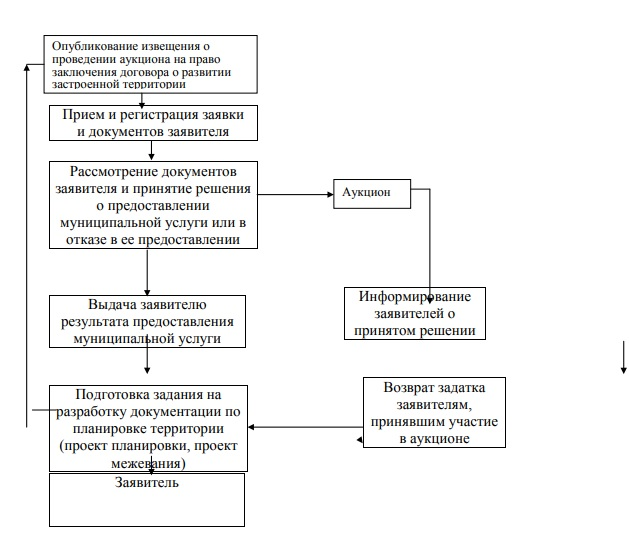 Опубликование извещения о
проведении аукциона на право
заключения договора о развитии
застроенной территории
Прием и регистрация заявки
и документов заявителя
Рассмотрение документов
заявителя и принятие решения
о предоставлении
муниципальной услуги или в
отказе в ее предоставлении
Аукцион
Выдача заявителю
результата предоставления
муниципальной услуги
Информирование
заявителей о
принятом решении
Подготовка задания на
разработку документации по
планировке территории
(проект планировки, проект
межевания)
Возврат задатка
заявителям,
принявшим участие
в аукционе
Заявитель